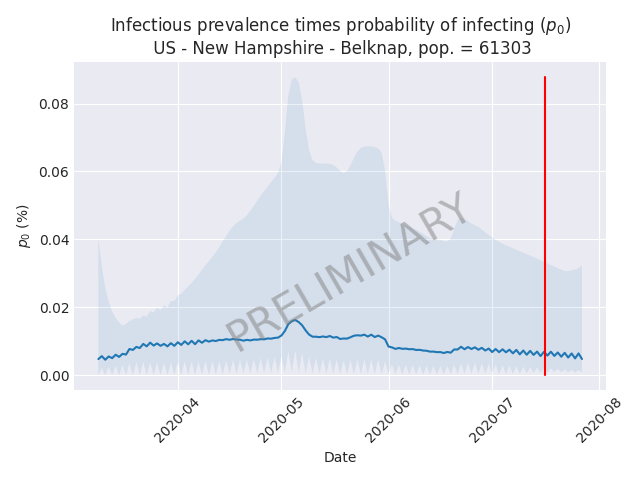 Infectious prevalence times probability of infecting (p₀)
US - New Hampshire - Belknap, pop. = 61303
0.08
0.06
0.04
0.02
0.00
p₀ (%)
PRELIMINARY
2020-04
2020-05
2020-06
2020-07
2020-08
Date